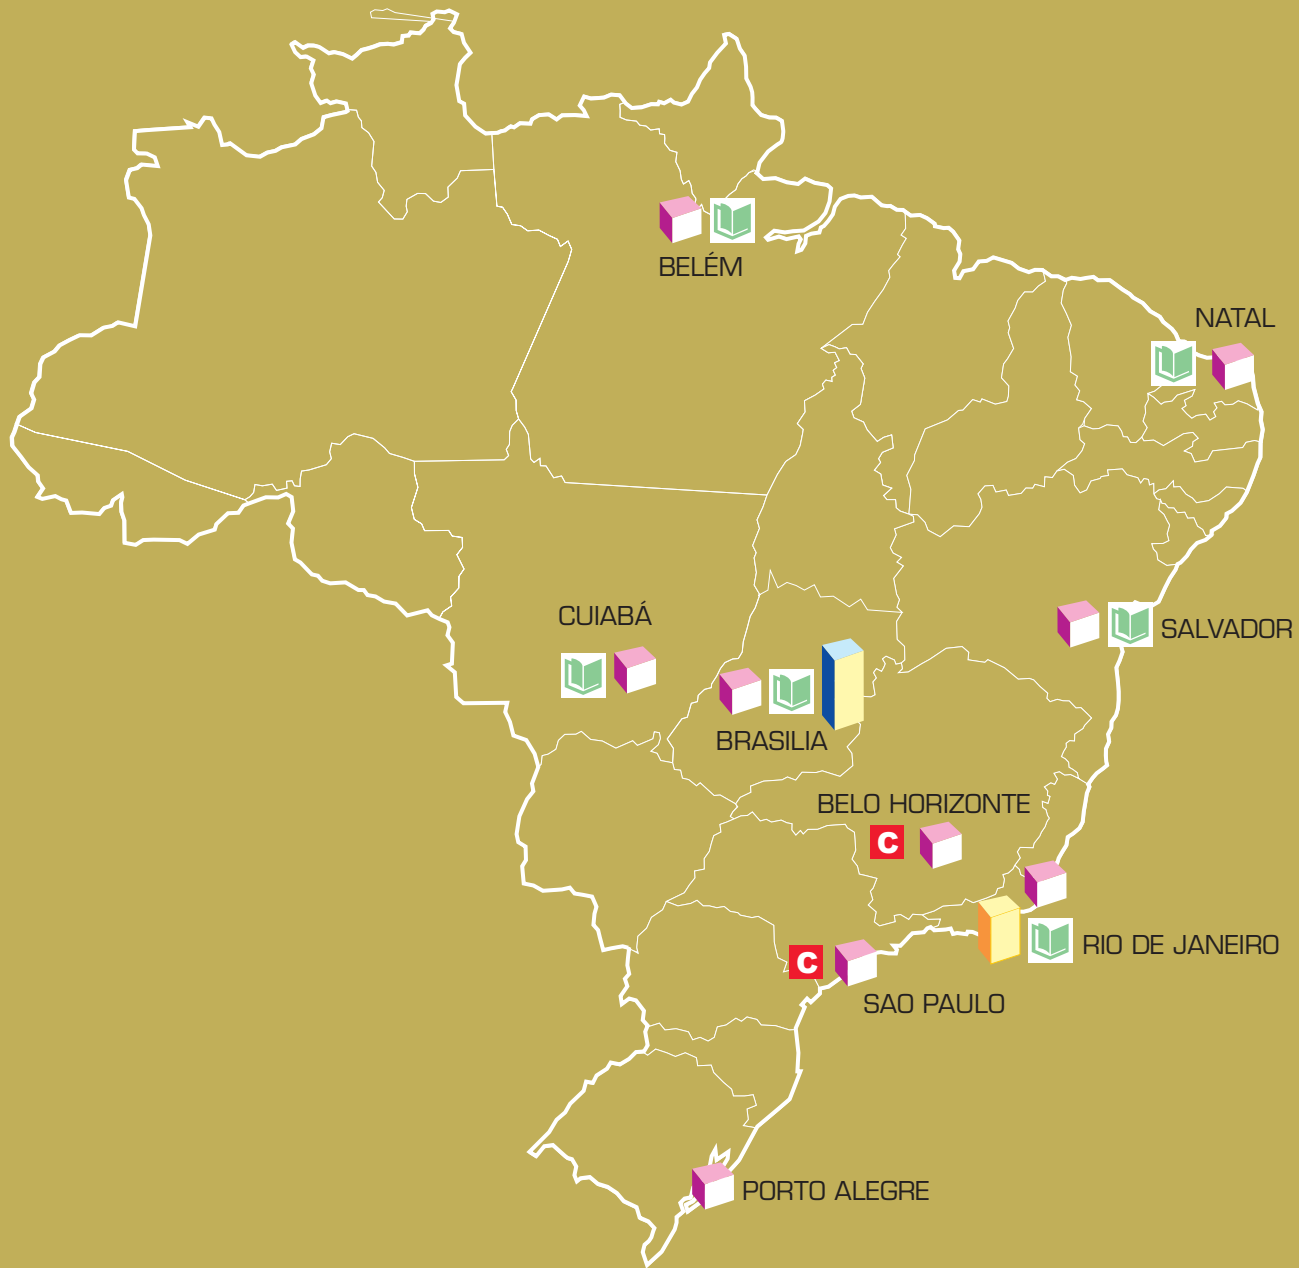 BELÉM
NATAL
CUIABÁ
SALVADOR
BRASILIA
BELO HORIZONTE
C
RIO DE JANEIRO
C
SAO PAULO
PORTO ALEGRE